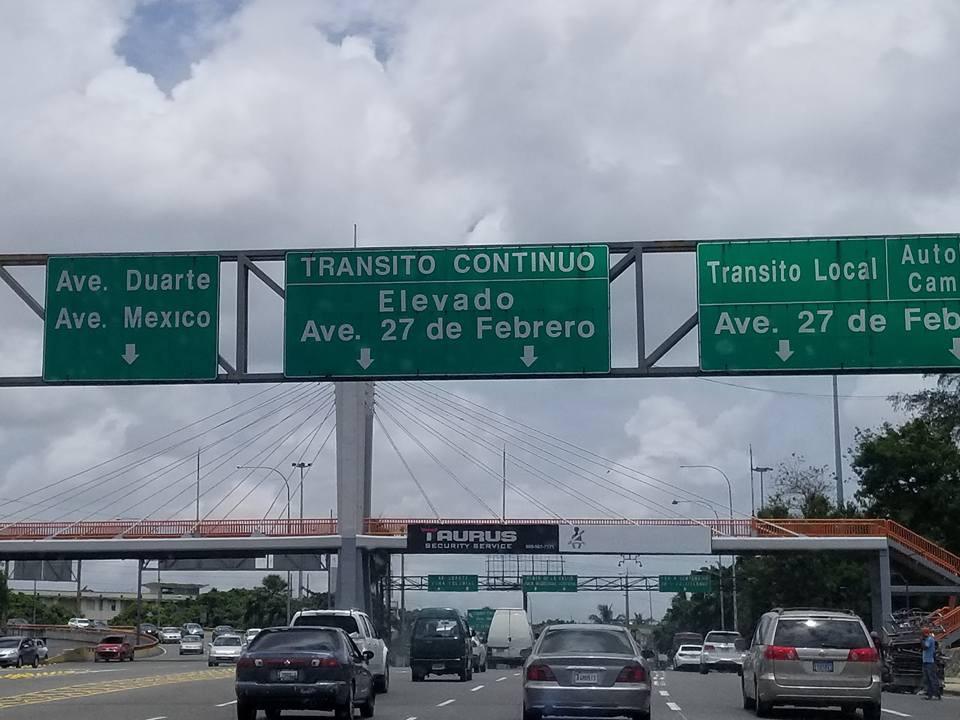 Ave. Duarte
Ave. Mexico
TRANSITO CONTINUO
Elevado
Ave. 27 de Febrero
Transito Local
Auto
Cam
Ave. 27 de Feb
TAURUS
SECURITY SERVICE